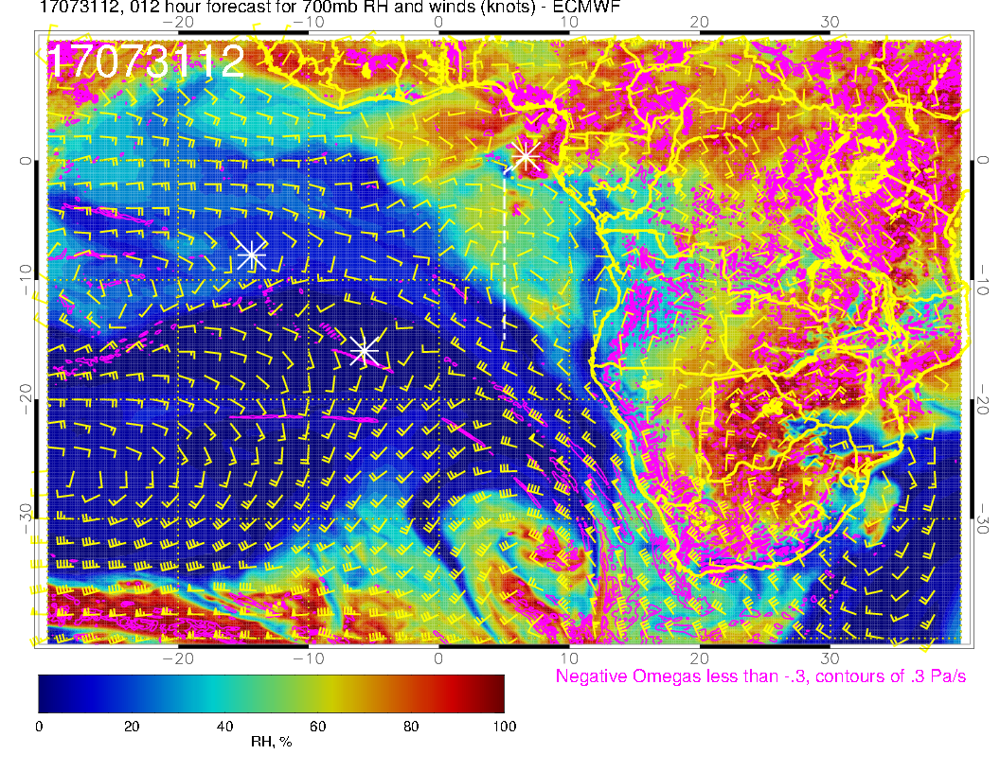 17073112, 012 hour forecast for 700mb RH and winds (knots) - ECMWF
−20 −10 0 10 20 30
17073112
0 0
−10 −10
−20 −20
−30 −30
−20 −10 0 10 20 30
Negative Omegas less than -.3, contours of .3 Pa/s
0 20 40 60 80 100
RH, %